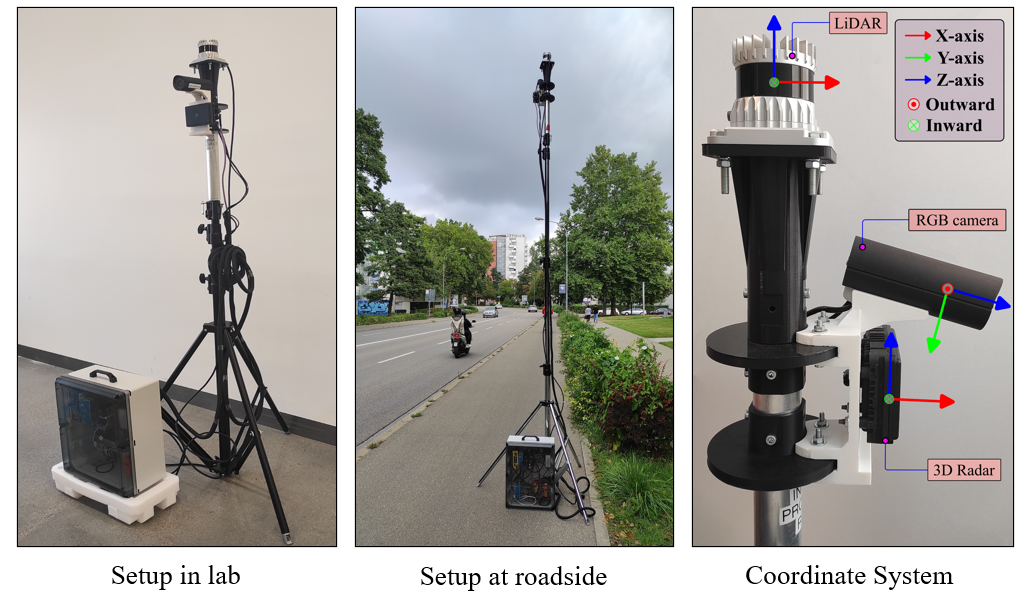 LiDAR
X-axis
Y-axis
Z-axis
Outward
Inward
RGB camera
3D Radar
Setup in lab
Setup at roadside
Coordinate System